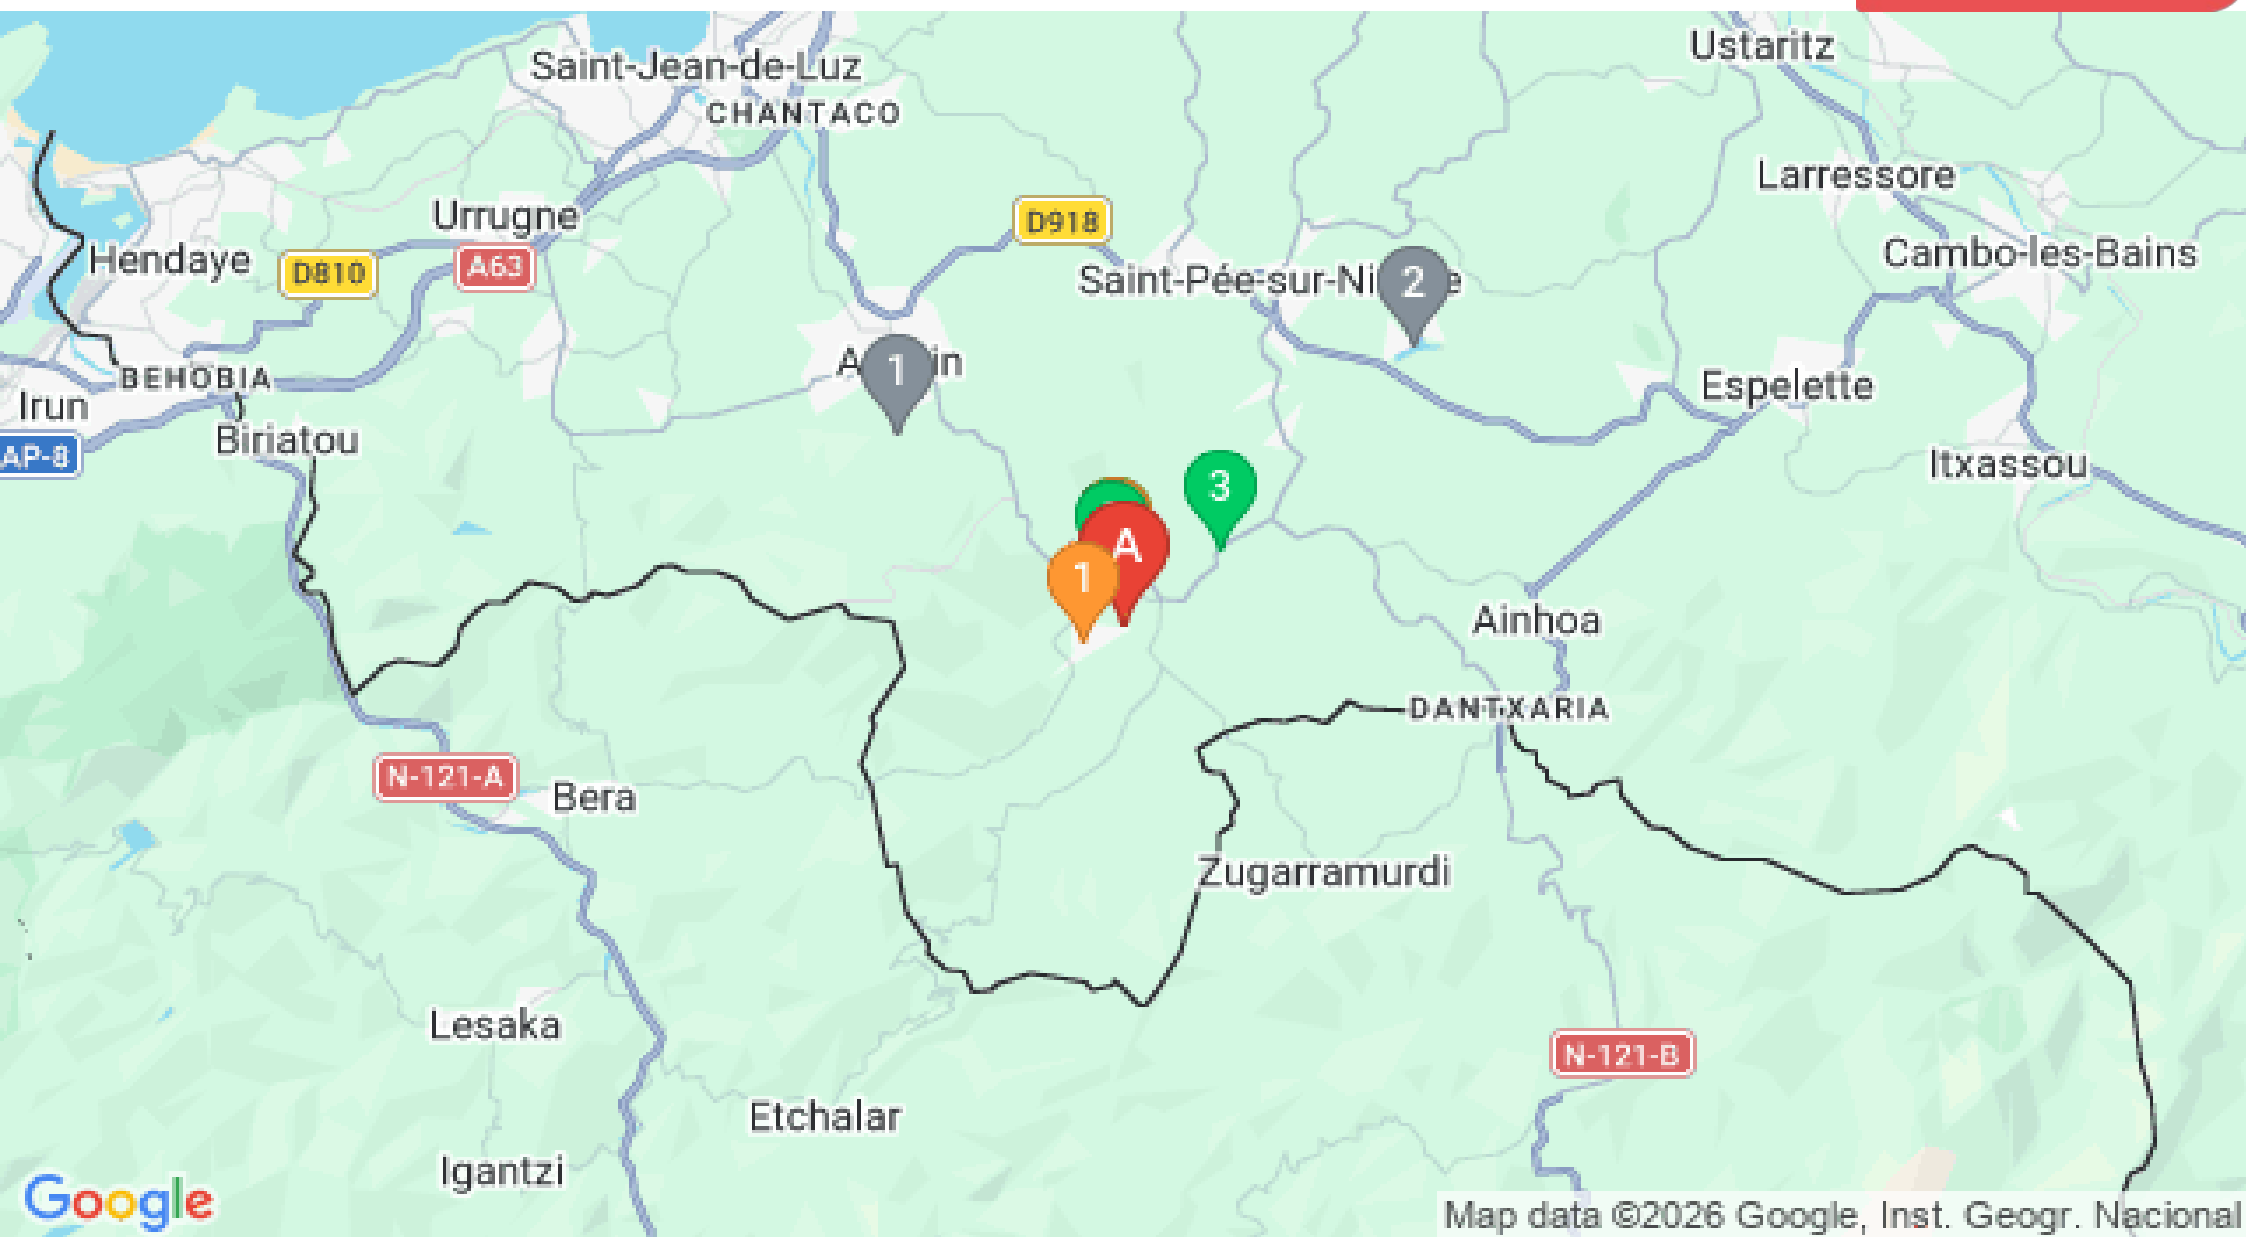 Saint-Jean-de-Luz
CHANTACO
Ustaritz
Larressore
Urrugne
D918
Hendaye
D810
A63
Saint-Pée-sur-Ni
e
2
Cambo-les-Bains
A
in
1
BEHOBIA
Irun
Espelette
AP-8
Biriatou
Itxassou
3
A
1
Ainhoa
DANTXARIA
N-121-A
Bera
Zugarramurdi
Lesaka
N-121-B
Etchalar
Igantzi
Google
Map data ©2026 Google, Inst. Geogr. Nacional